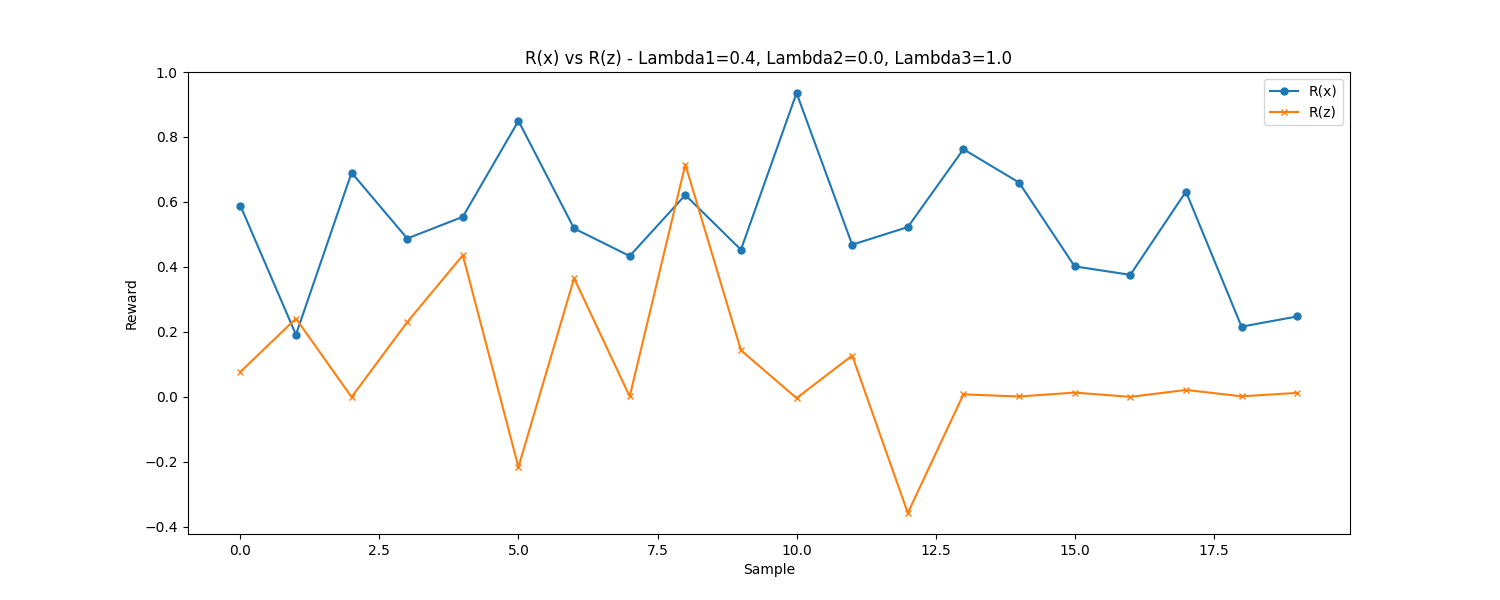 R(x) vs R(z) - Lambda1=0.4, Lambda2=0.0, Lambda3=1.0
R(x)
R(z)
1.0
0.8
0.6
0.4
0.2
0.0
−0.2
−0.4
Reward
0.0 2.5 5.0 7.5 10.0 12.5 15.0 17.5
Sample